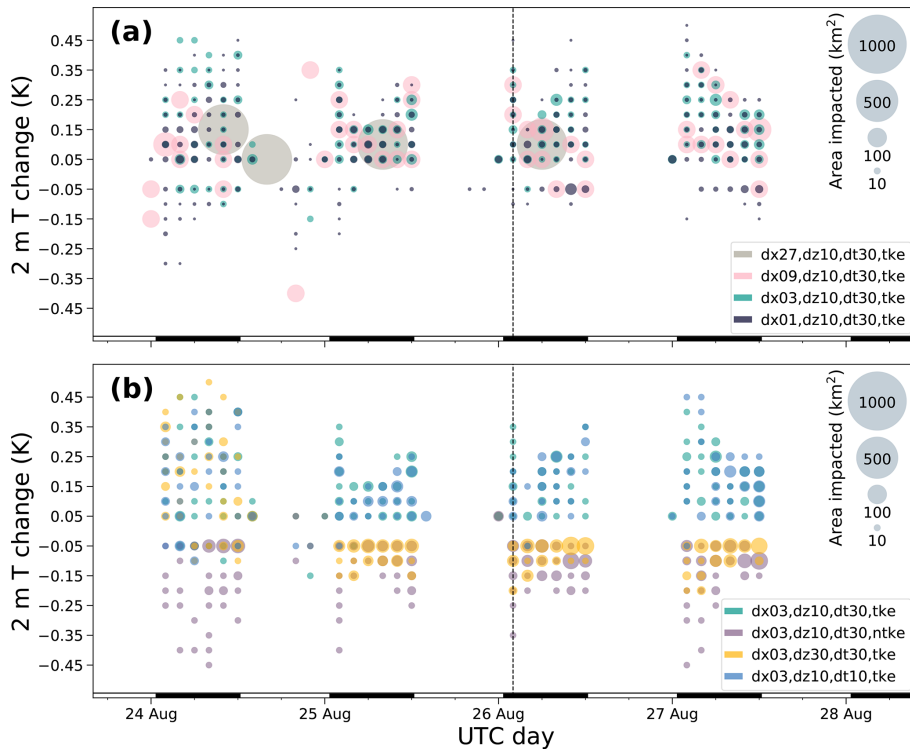 (a)
2 m T change (K)
0.45
0.35
0.25
0.15
0.05
−0.05
−0.15
−0.25
−0.35
−0.45
Area impacted (km²)
1000
500
100
10
dx27,dz10,dt30,tke
dx09,dz10,dt30,tke
dx03,dz10,dt30,tke
dx01,dz10,dt30,tke
(b)
2 m T change (K)
0.45
0.35
0.25
0.15
0.05
−0.05
−0.15
−0.25
−0.35
−0.45
Area impacted (km²)
1000
500
100
10
dx03,dz10,dt30,tke
dx03,dz10,dt30,ntke
dx03,dz30,dt30,tke
dx03,dz10,dt10,tke
24 Aug
25 Aug
26 Aug
27 Aug
28 Aug
UTC day